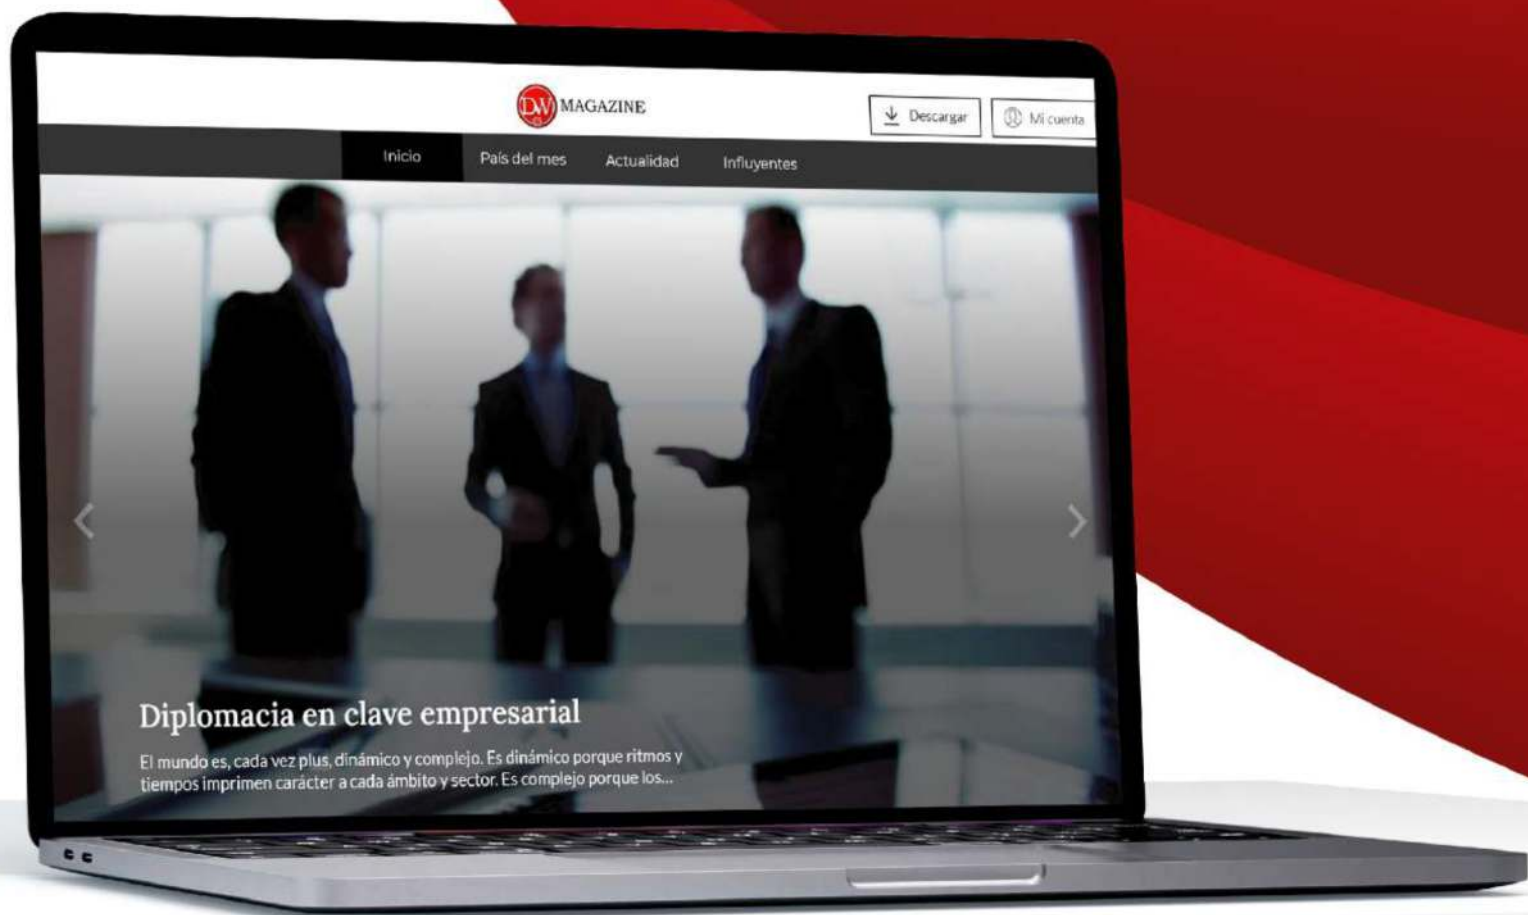 DW MAGAZINE
Descargar
Mi cuenta
Inicio País del mes Actualidad Influyentes
Diplomacia en clave empresarial
El mundo es, cada vez plus, dinámico y complejo. Es dinámico porque ritmos y
tiempos imprimen carácter a cada ámbito y sector. Es complejo porque los...